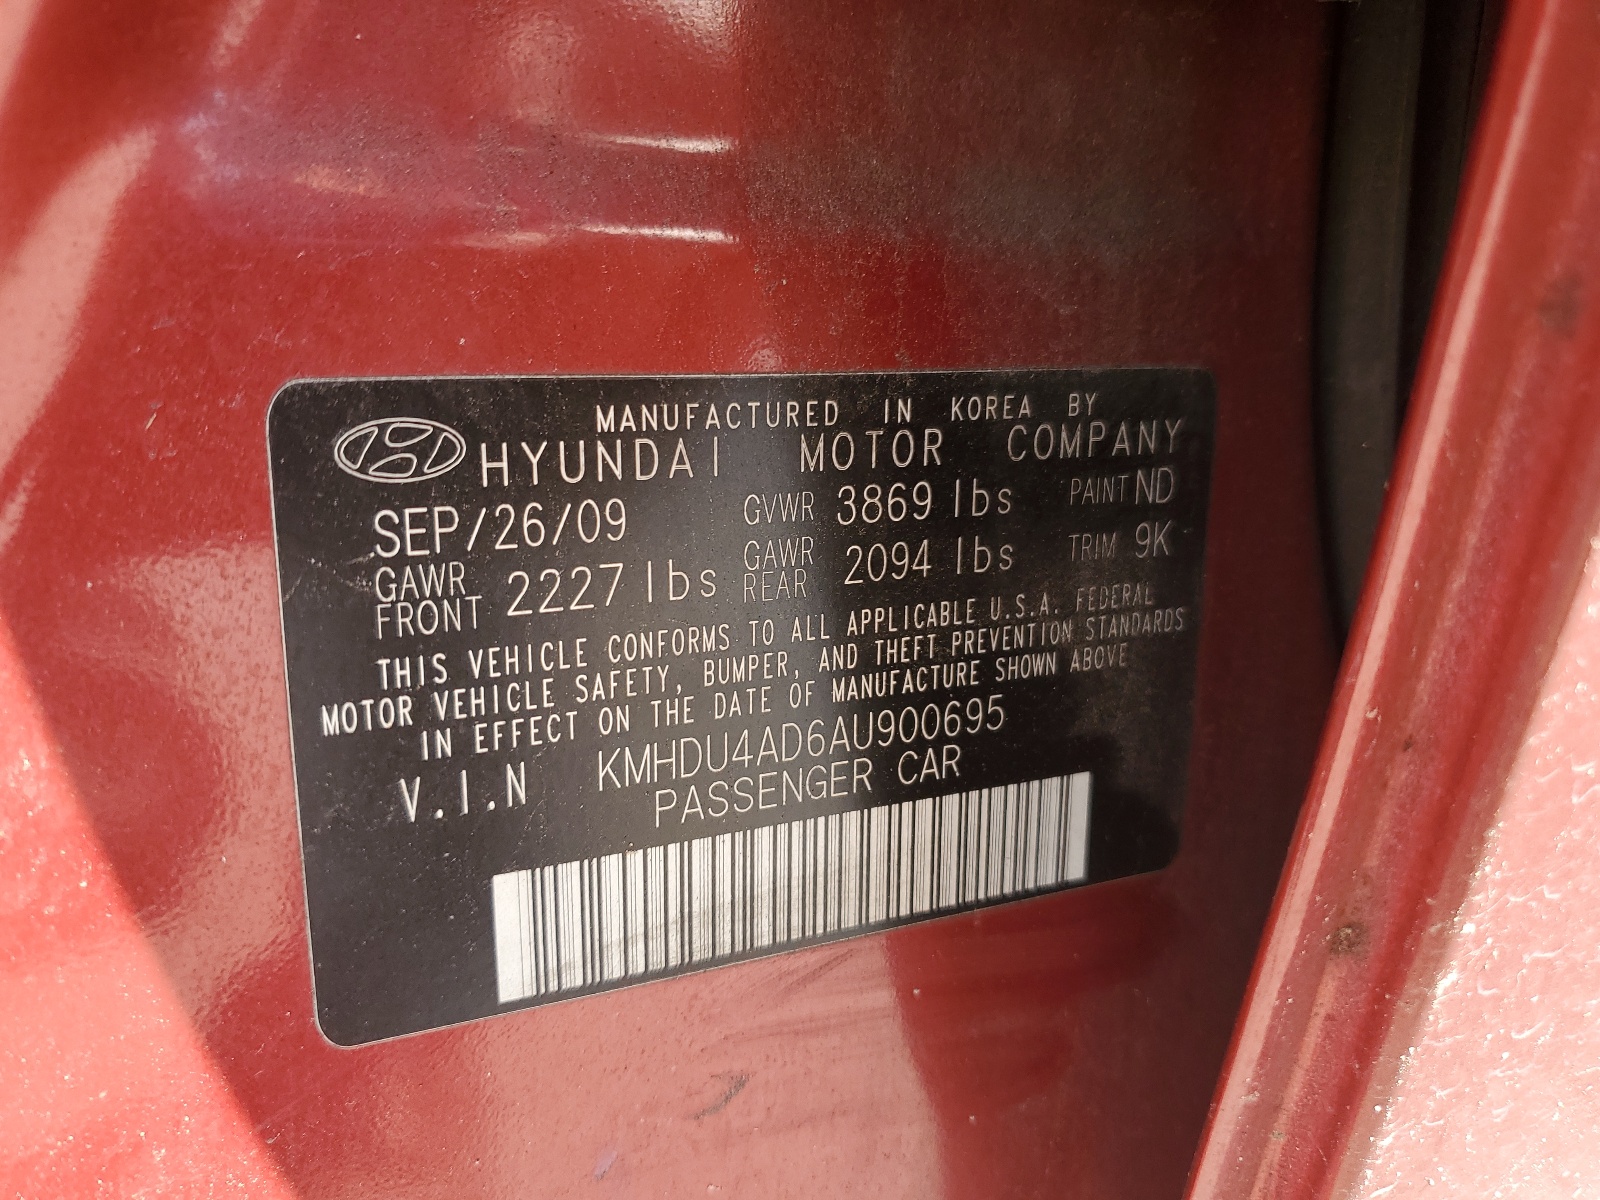 MANUFACTURED IN KOREA BY
HYUNDAI MOTOR COMPANY
SEP/26/09 GVWR 3869 lbs PAINT ND
GAWR FRONT 2227 lbs GAWR REAR 2094 lbs TRIM 9K
THIS VEHICLE CONFORMS TO ALL APPLICABLE U.S.A. FEDERAL
MOTOR VEHICLE SAFETY, BUMPER, AND THEFT PREVENTION STANDARDS
IN EFFECT ON THE DATE OF MANUFACTURE SHOWN ABOVE
V.I.N KMHDU4AD6AU900695
PASSENGER CAR